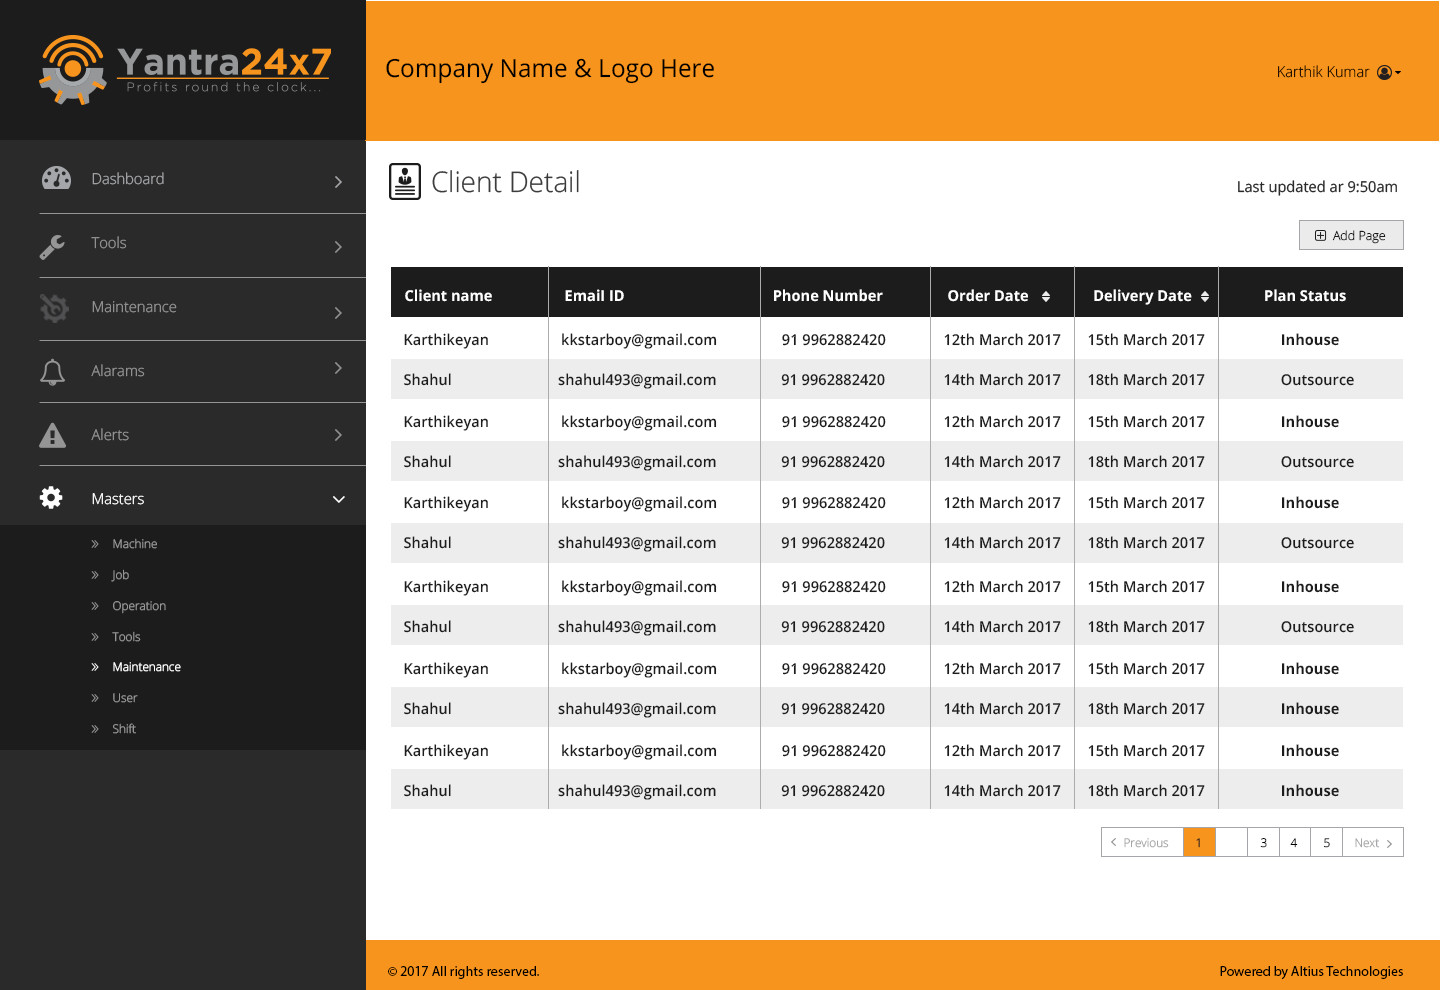 Yantra24x7
Profits round the clock...
Company Name & Logo Here
Karthik Kumar
Dashboard
Tools
Maintenance
Alarams
Alerts
Masters
Machine
Job
Operation
Tools
Maintenance
User
Shift
Client Detail
Last updated ar 9:50am
Add Page
Client name Email ID Phone Number Order Date Delivery Date Plan Status
Karthikeyan kkstarboy@gmail.com 91 9962882420 12th March 2017 15th March 2017 Inhouse
Shahul shahul493@gmail.com 91 9962882420 14th March 2017 18th March 2017 Outsource
Karthikeyan kkstarboy@gmail.com 91 9962882420 12th March 2017 15th March 2017 Inhouse
Shahul shahul493@gmail.com 91 9962882420 14th March 2017 18th March 2017 Outsource
Karthikeyan kkstarboy@gmail.com 91 9962882420 12th March 2017 15th March 2017 Inhouse
Shahul shahul493@gmail.com 91 9962882420 14th March 2017 18th March 2017 Outsource
Karthikeyan kkstarboy@gmail.com 91 9962882420 12th March 2017 15th March 2017 Inhouse
Shahul shahul493@gmail.com 91 9962882420 14th March 2017 18th March 2017 Outsource
Karthikeyan kkstarboy@gmail.com 91 9962882420 12th March 2017 15th March 2017 Inhouse
Shahul shahul493@gmail.com 91 9962882420 14th March 2017 18th March 2017 Inhouse
Karthikeyan kkstarboy@gmail.com 91 9962882420 12th March 2017 15th March 2017 Inhouse
Shahul shahul493@gmail.com 91 9962882420 14th March 2017 18th March 2017 Inhouse
< Previous 1 3 4 5 Next >
© 2017 All rights reserved. Powered by Altius Technologies